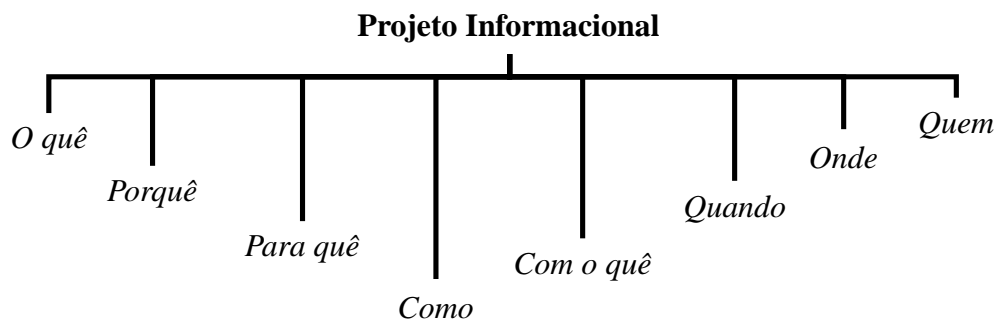 Projeto Informacional
O quê
Porquê
Para quê
Como
Com o quê
Quando
Onde
Quem